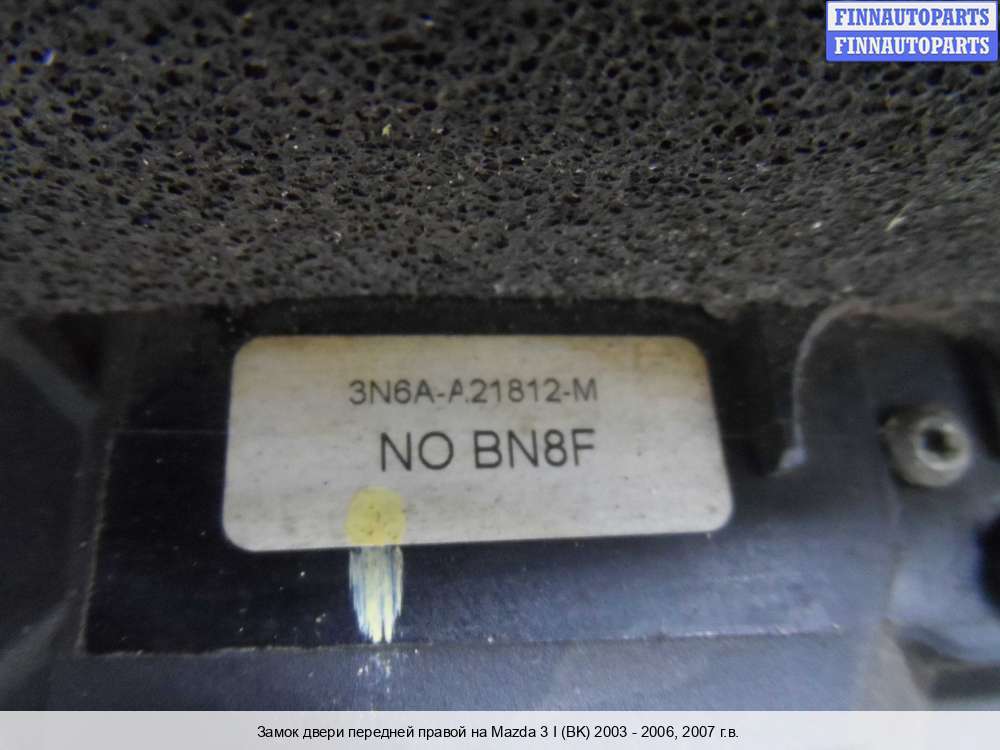 FINNAUTOPARTS
FINNAUTOPARTS
3N6A-A21812-M
NO BN8F
Замок двери передней правой на Mazda 3 I (BK) 2003 - 2006, 2007 г.в.